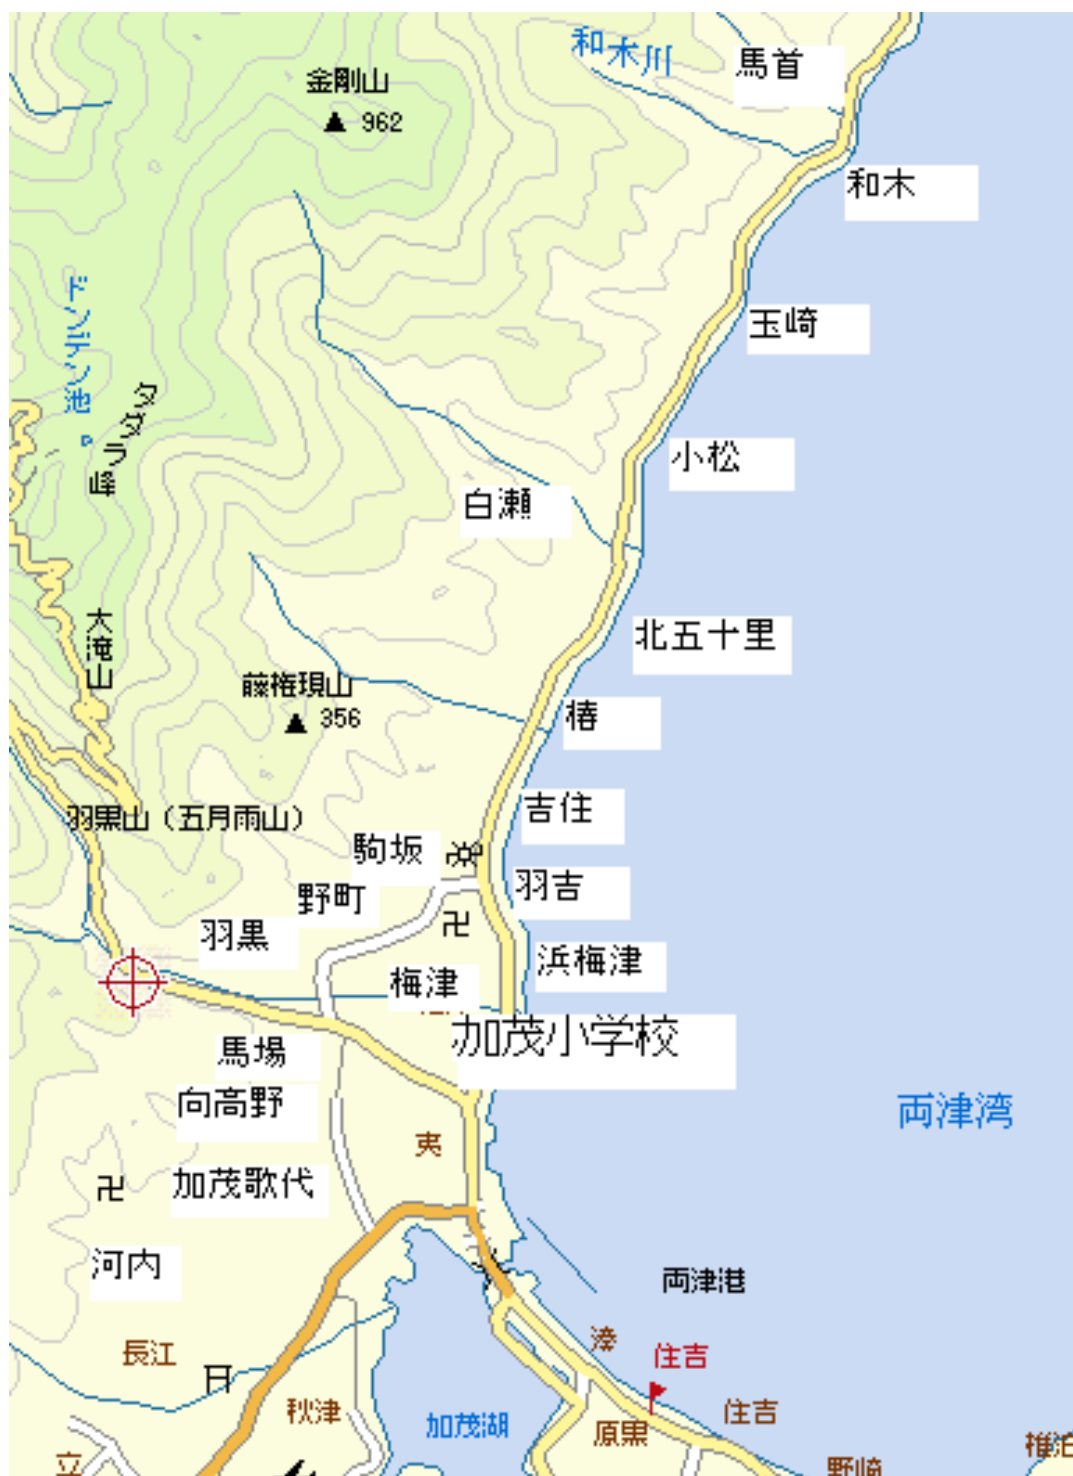 和木川
馬首
金剛山
962
和木
ドンドン池
玉崎
タダラ峰
小松
白瀬
大滝山
北五十里
藤権現山
356
椿
吉住
羽黒山（五月雨山）
駒坂
野町
羽吉
羽黒
浜梅津
梅津
加茂小学校
馬場
向高野
両津湾
夷
加茂歌代
河内
両津港
湊
長江
住吉
秋津
加茂湖
原黒
住吉
椎泊
立
野崎